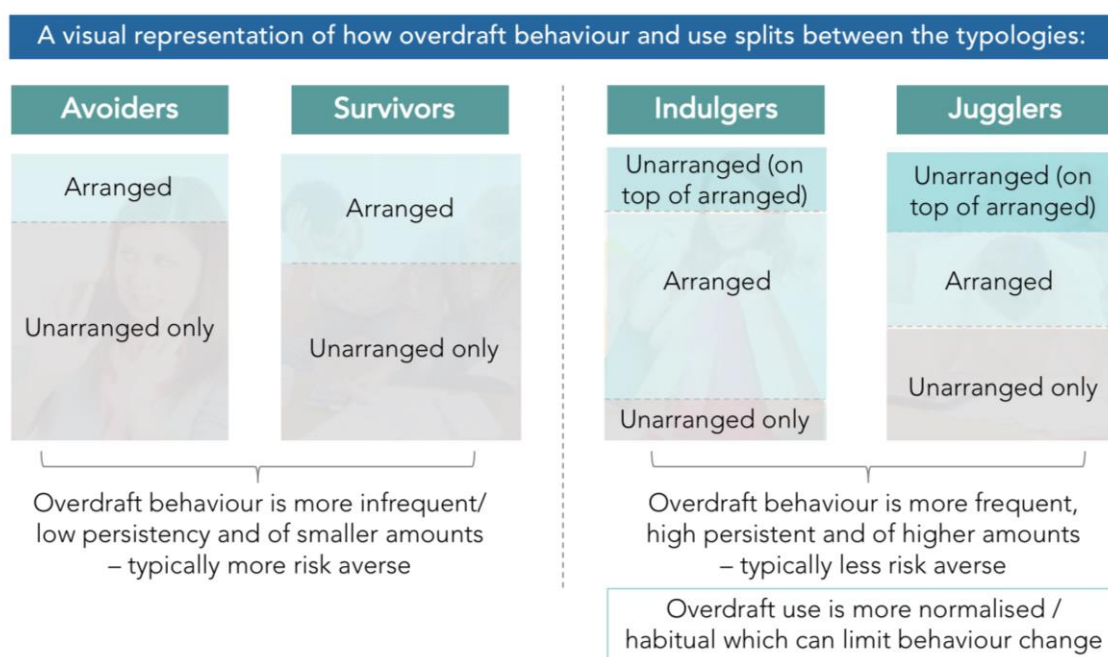 A visual representation of how overdraft behaviour and use splits between the typologies:
Avoiders
Arranged
Unarranged only
Survivors
Arranged
Unarranged only
Overdraft behaviour is more infrequent/
low persistency and of smaller amounts
– typically more risk averse
Indulgers
Unarranged (on
top of arranged)
Arranged
Unarranged only
Jugglers
Unarranged (on
top of arranged)
Arranged
Unarranged only
Overdraft behaviour is more frequent,
high persistent and of higher amounts
– typically less risk averse
Overdraft use is more normalised /
habitual which can limit behaviour change